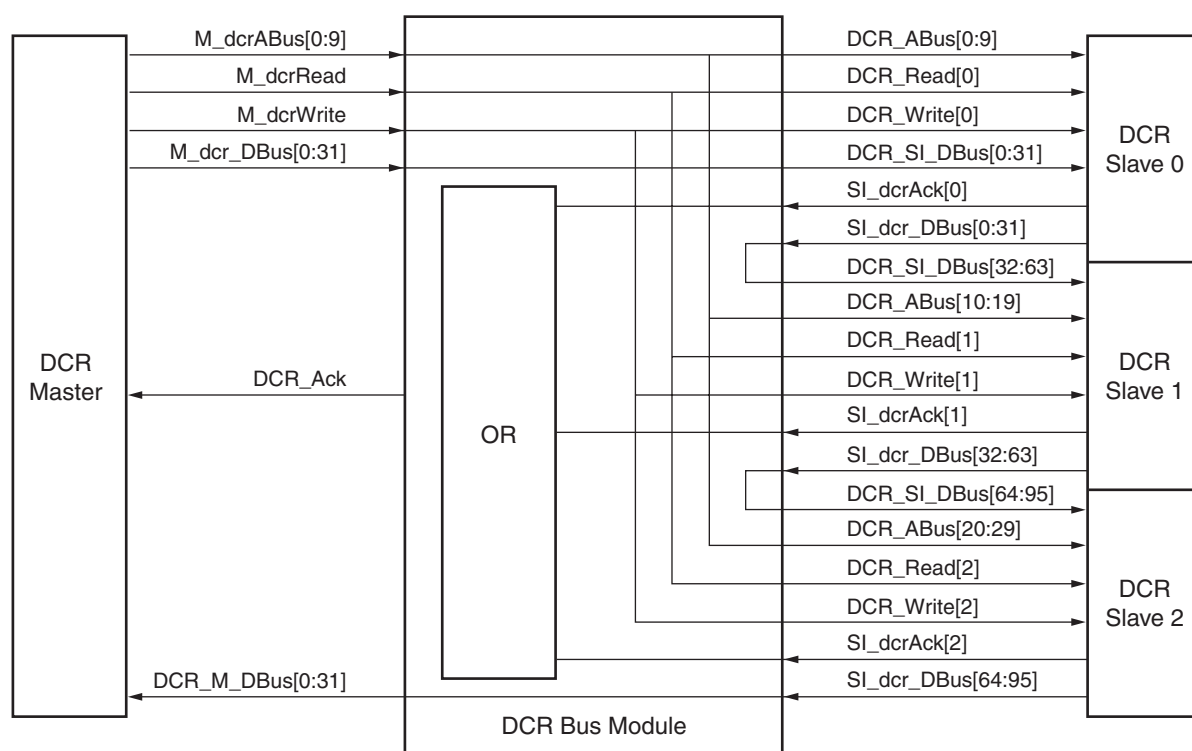 M_dcrABus[0:9]
M_dcrRead
M_dcrWrite
M_dcr_DBus[0:31]
DCR
Master
DCR_Ack
DCR_M_DBus[0:31]
OR
DCR Bus Module
DCR_ABus[0:9]
DCR_Read[0]
DCR_Write[0]
DCR_SI_DBus[0:31]
SI_dcrAck[0]
SI_dcr_DBus[0:31]
DCR_SI_DBus[32:63]
DCR_ABus[10:19]
DCR_Read[1]
DCR_Write[1]
SI_dcrAck[1]
SI_dcr_DBus[32:63]
DCR_SI_DBus[64:95]
DCR_ABus[20:29]
DCR_Read[2]
DCR_Write[2]
SI_dcrAck[2]
SI_dcr_DBus[64:95]
DCR
Slave 0
DCR
Slave 1
DCR
Slave 2